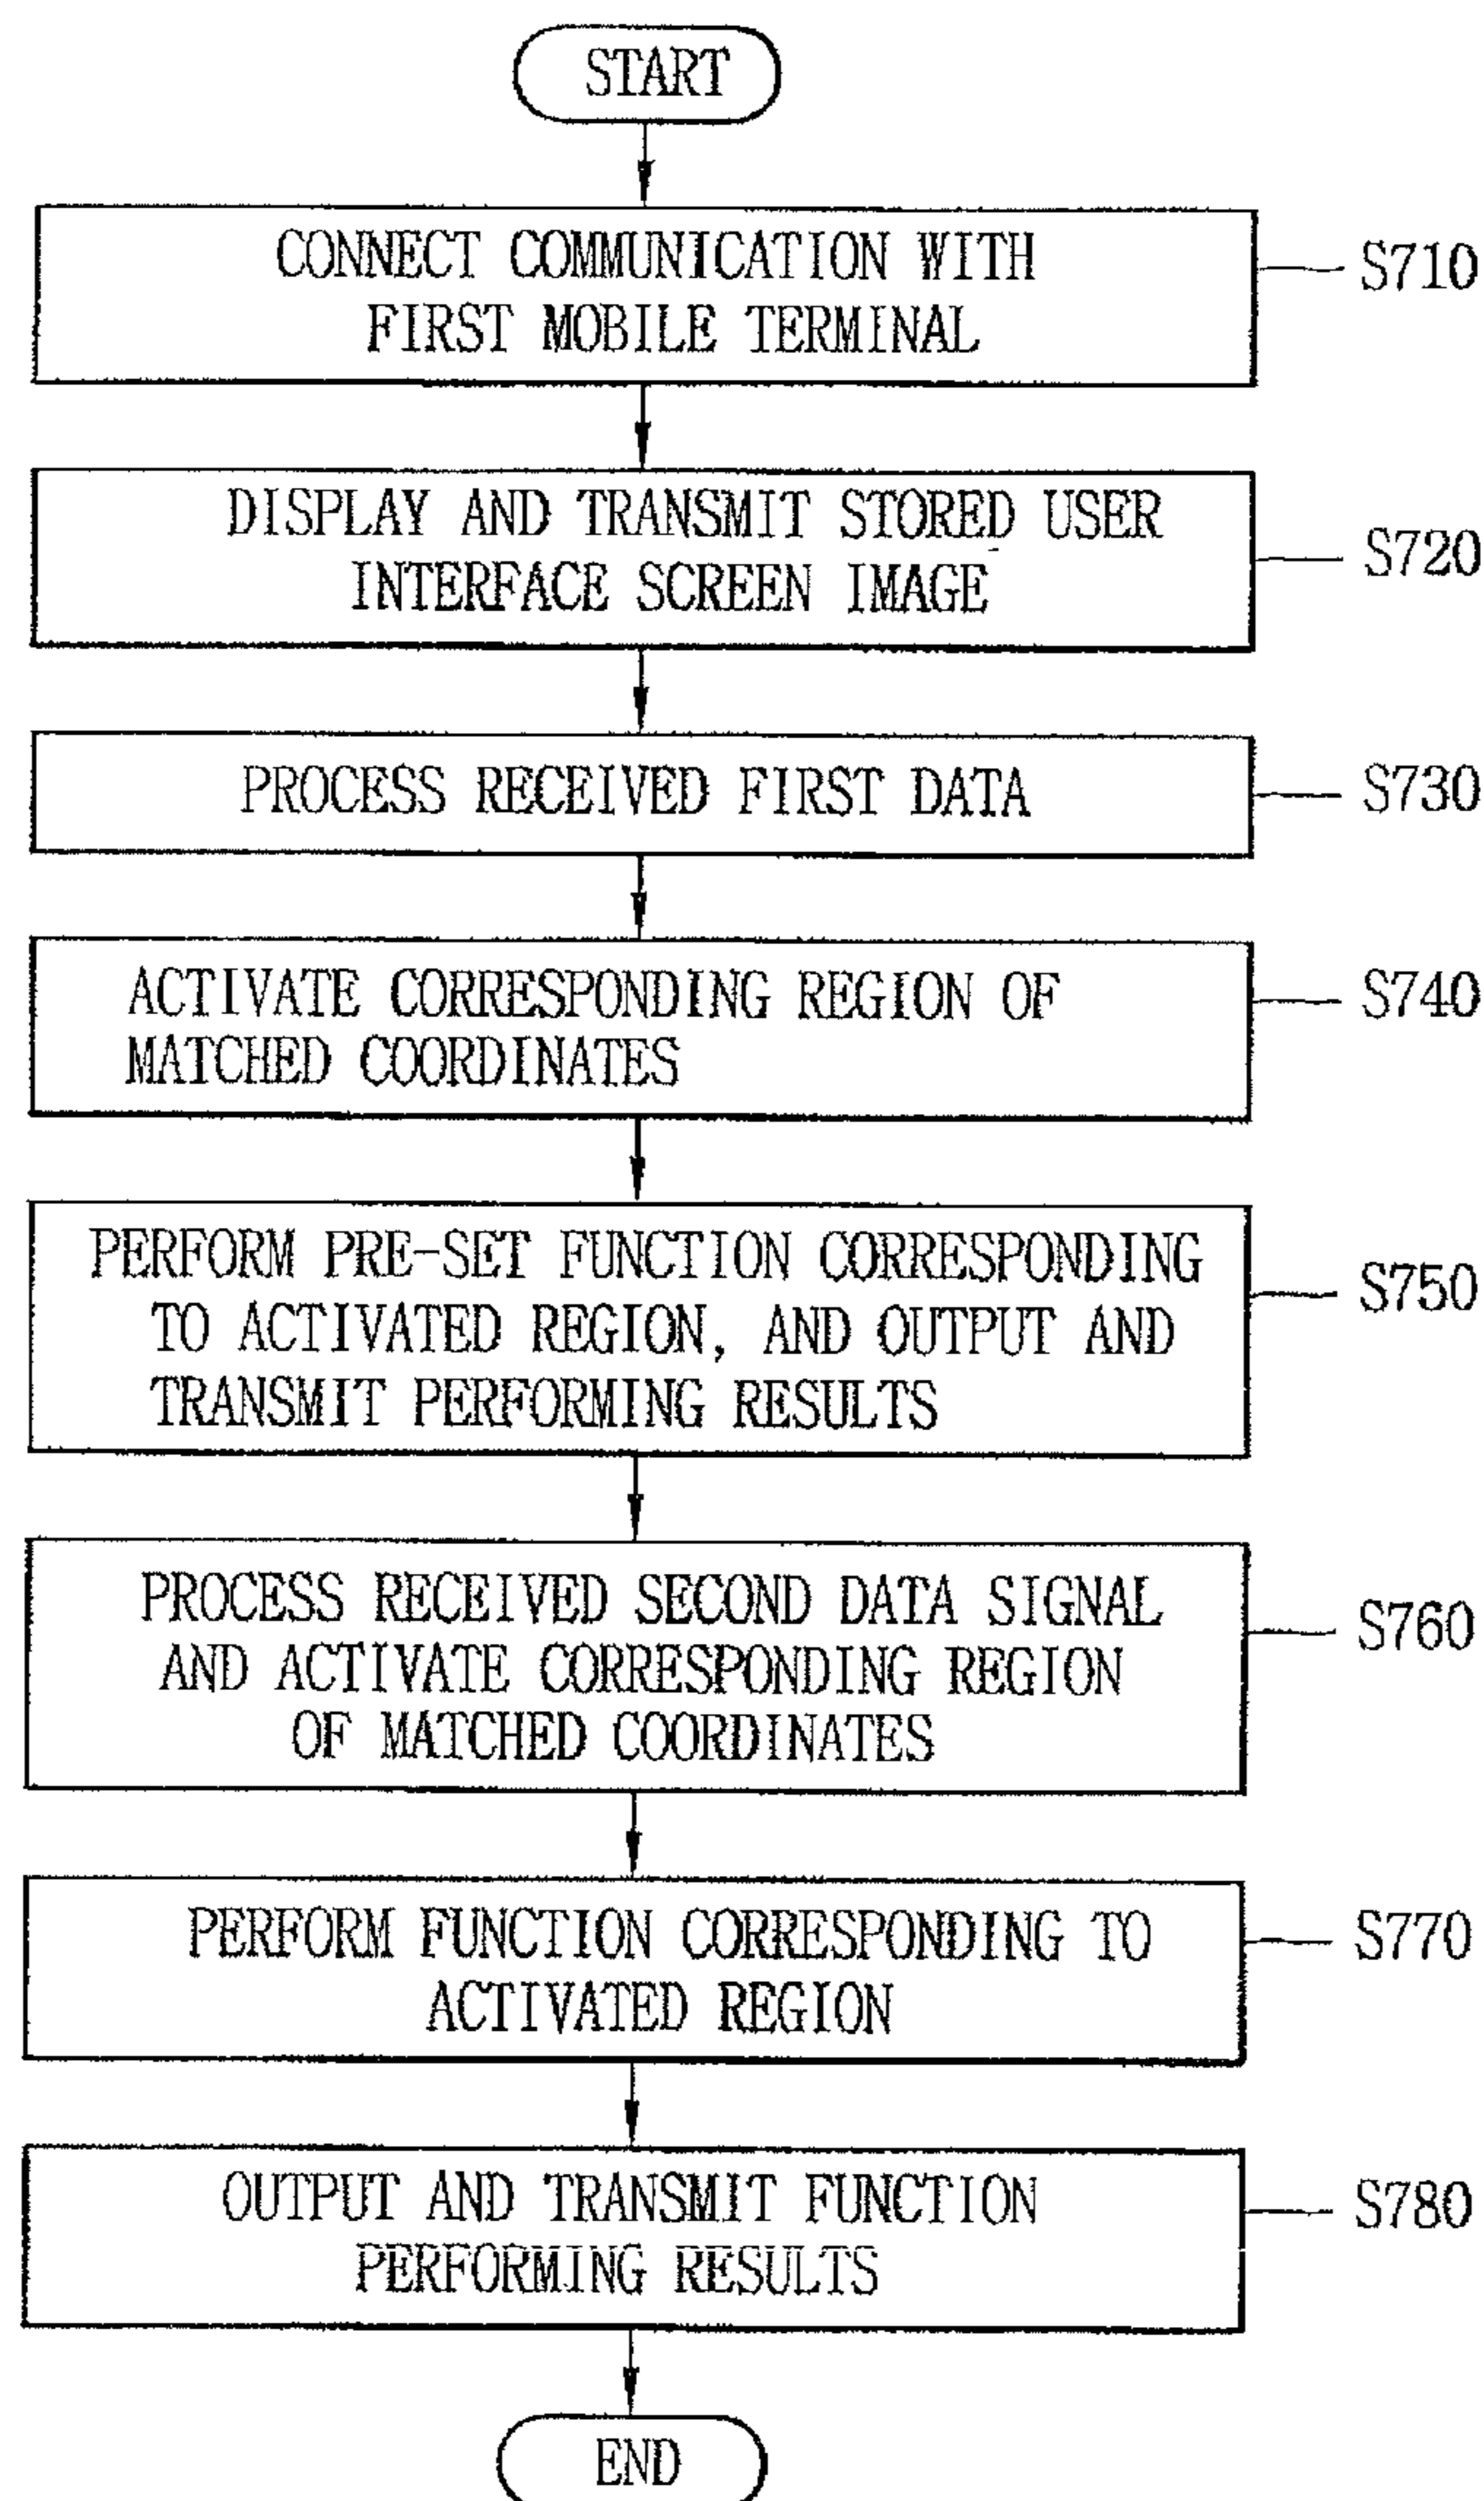 START
CONNECT COMMUNICATION WITH
FIRST MOBILE TERMINAL
S710
DISPLAY AND TRANSMIT STORED USER
INTERFACE SCREEN IMAGE
S720
PROCESS RECEIVED FIRST DATA
S730
ACTIVATE CORRESPONDING REGION OF
MATCHED COORDINATES
S740
PERFORM PRE-SET FUNCTION CORRESPONDING
TO ACTIVATED REGION, AND OUTPUT AND
TRANSMIT PERFORMING RESULTS
S750
PROCESS RECEIVED SECOND DATA SIGNAL
AND ACTIVATE CORRESPONDING REGION
OF MATCHED COORDINATES
S760
PERFORM FUNCTION CORRESPONDING TO
ACTIVATED REGION
S770
OUTPUT AND TRANSMIT FUNCTION
PERFORMING RESULTS
S780
END